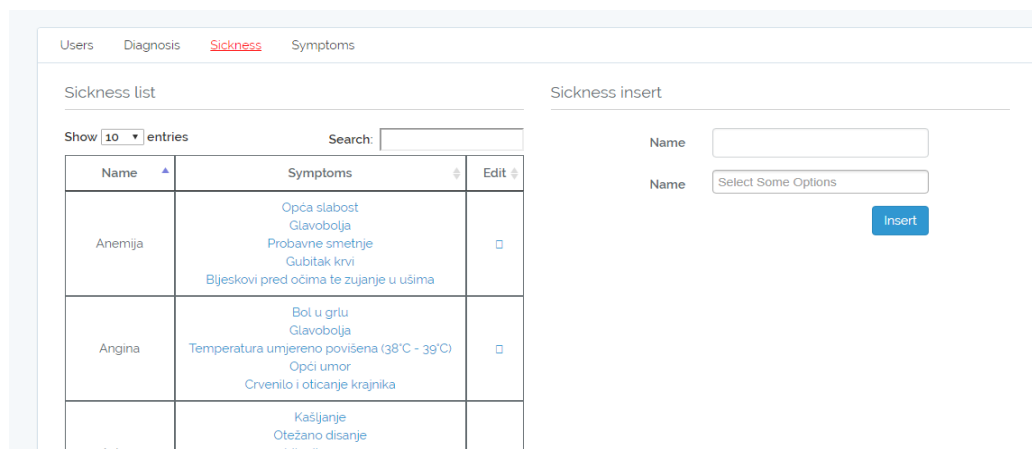 Users Diagnosis Sickness Symptoms
Sickness list
Show 10 entries Search:
Name Symptoms Edit
Opća slabost
Glavobolja
Anemija
Probavne smetnje
Gubitak krvi
Bljeskovi pred očima te zujanje u ušima
Bol u grlu
Glavobolja
Angina
Temperatura umjereno povišena (38°C - 39°C)
Opći umor
Crvenilo i oticanje krajnika
Kašljanje
Otežano disanje
Sickness insert
Name
Name Select Some Options
Insert